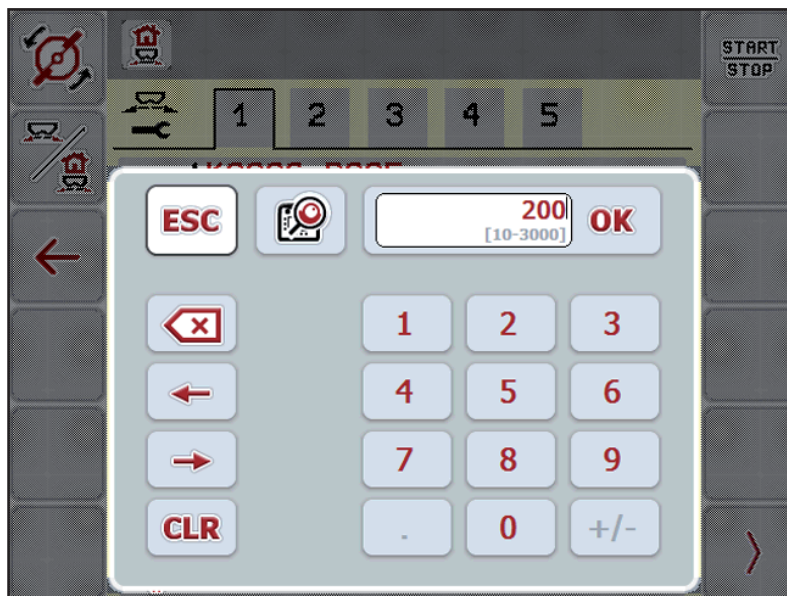 START
STOP
1 2 3 4 5
ESC 200 OK
[10-3000]
1 2 3
4 5 6
7 8 9
CLR . 0 +/-